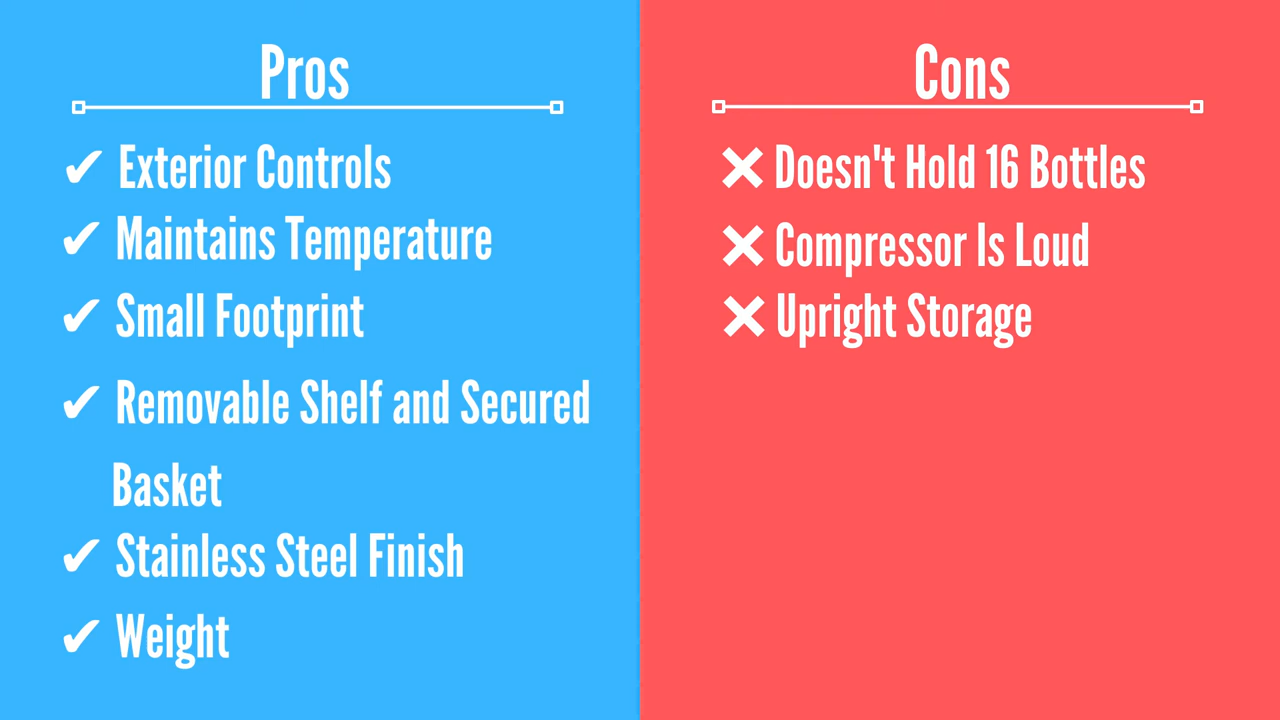 Pros
✔ Exterior Controls
✔ Maintains Temperature
✔ Small Footprint
✔ Removable Shelf and Secured
Basket
✔ Stainless Steel Finish
✔ Weight
Cons
❌ Doesn't Hold 16 Bottles
❌ Compressor Is Loud
❌ Upright Storage